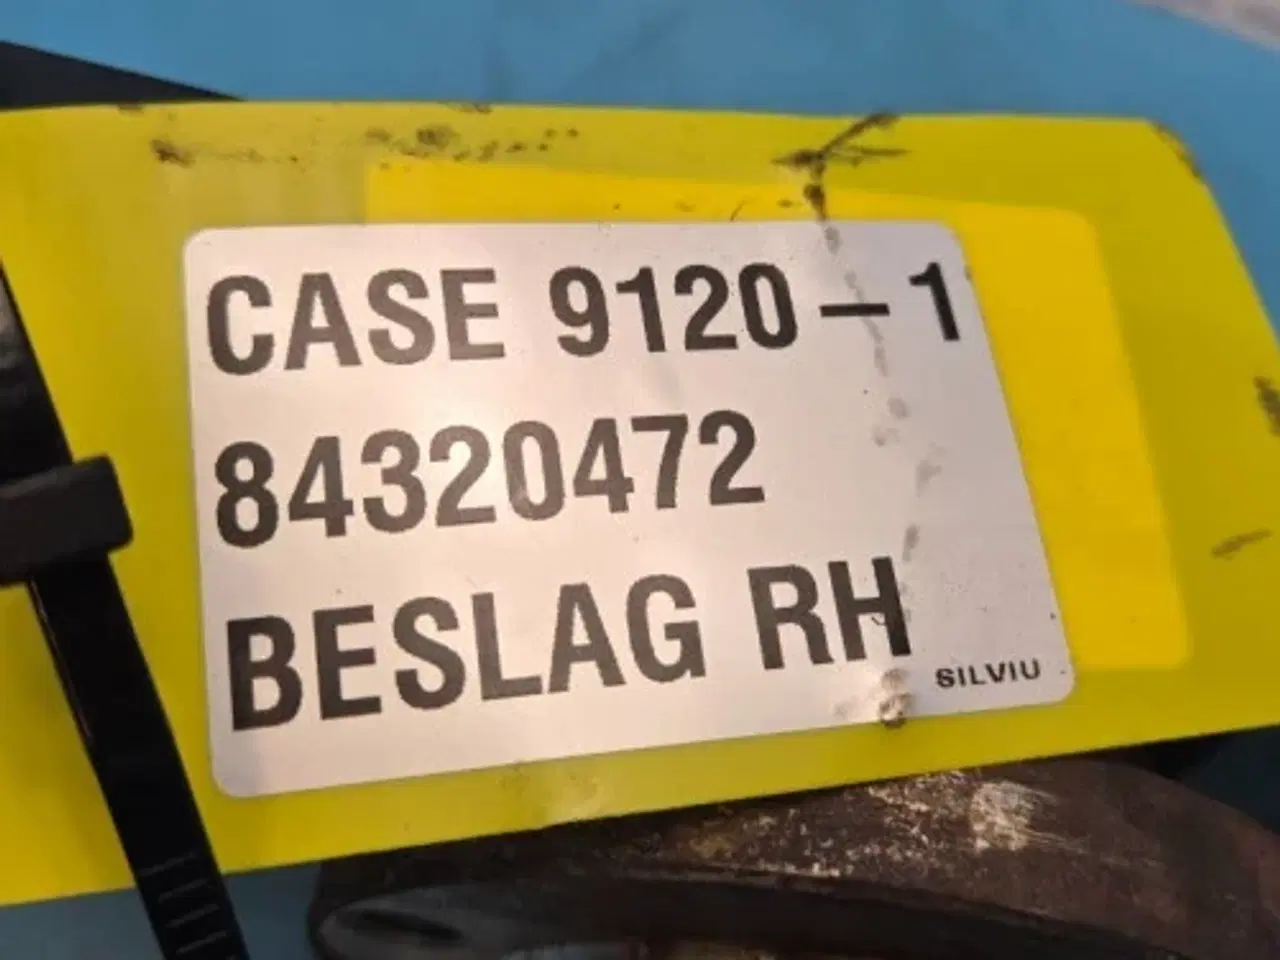 CASE 9120-1
84320472
BESLAG RH
SILVIU